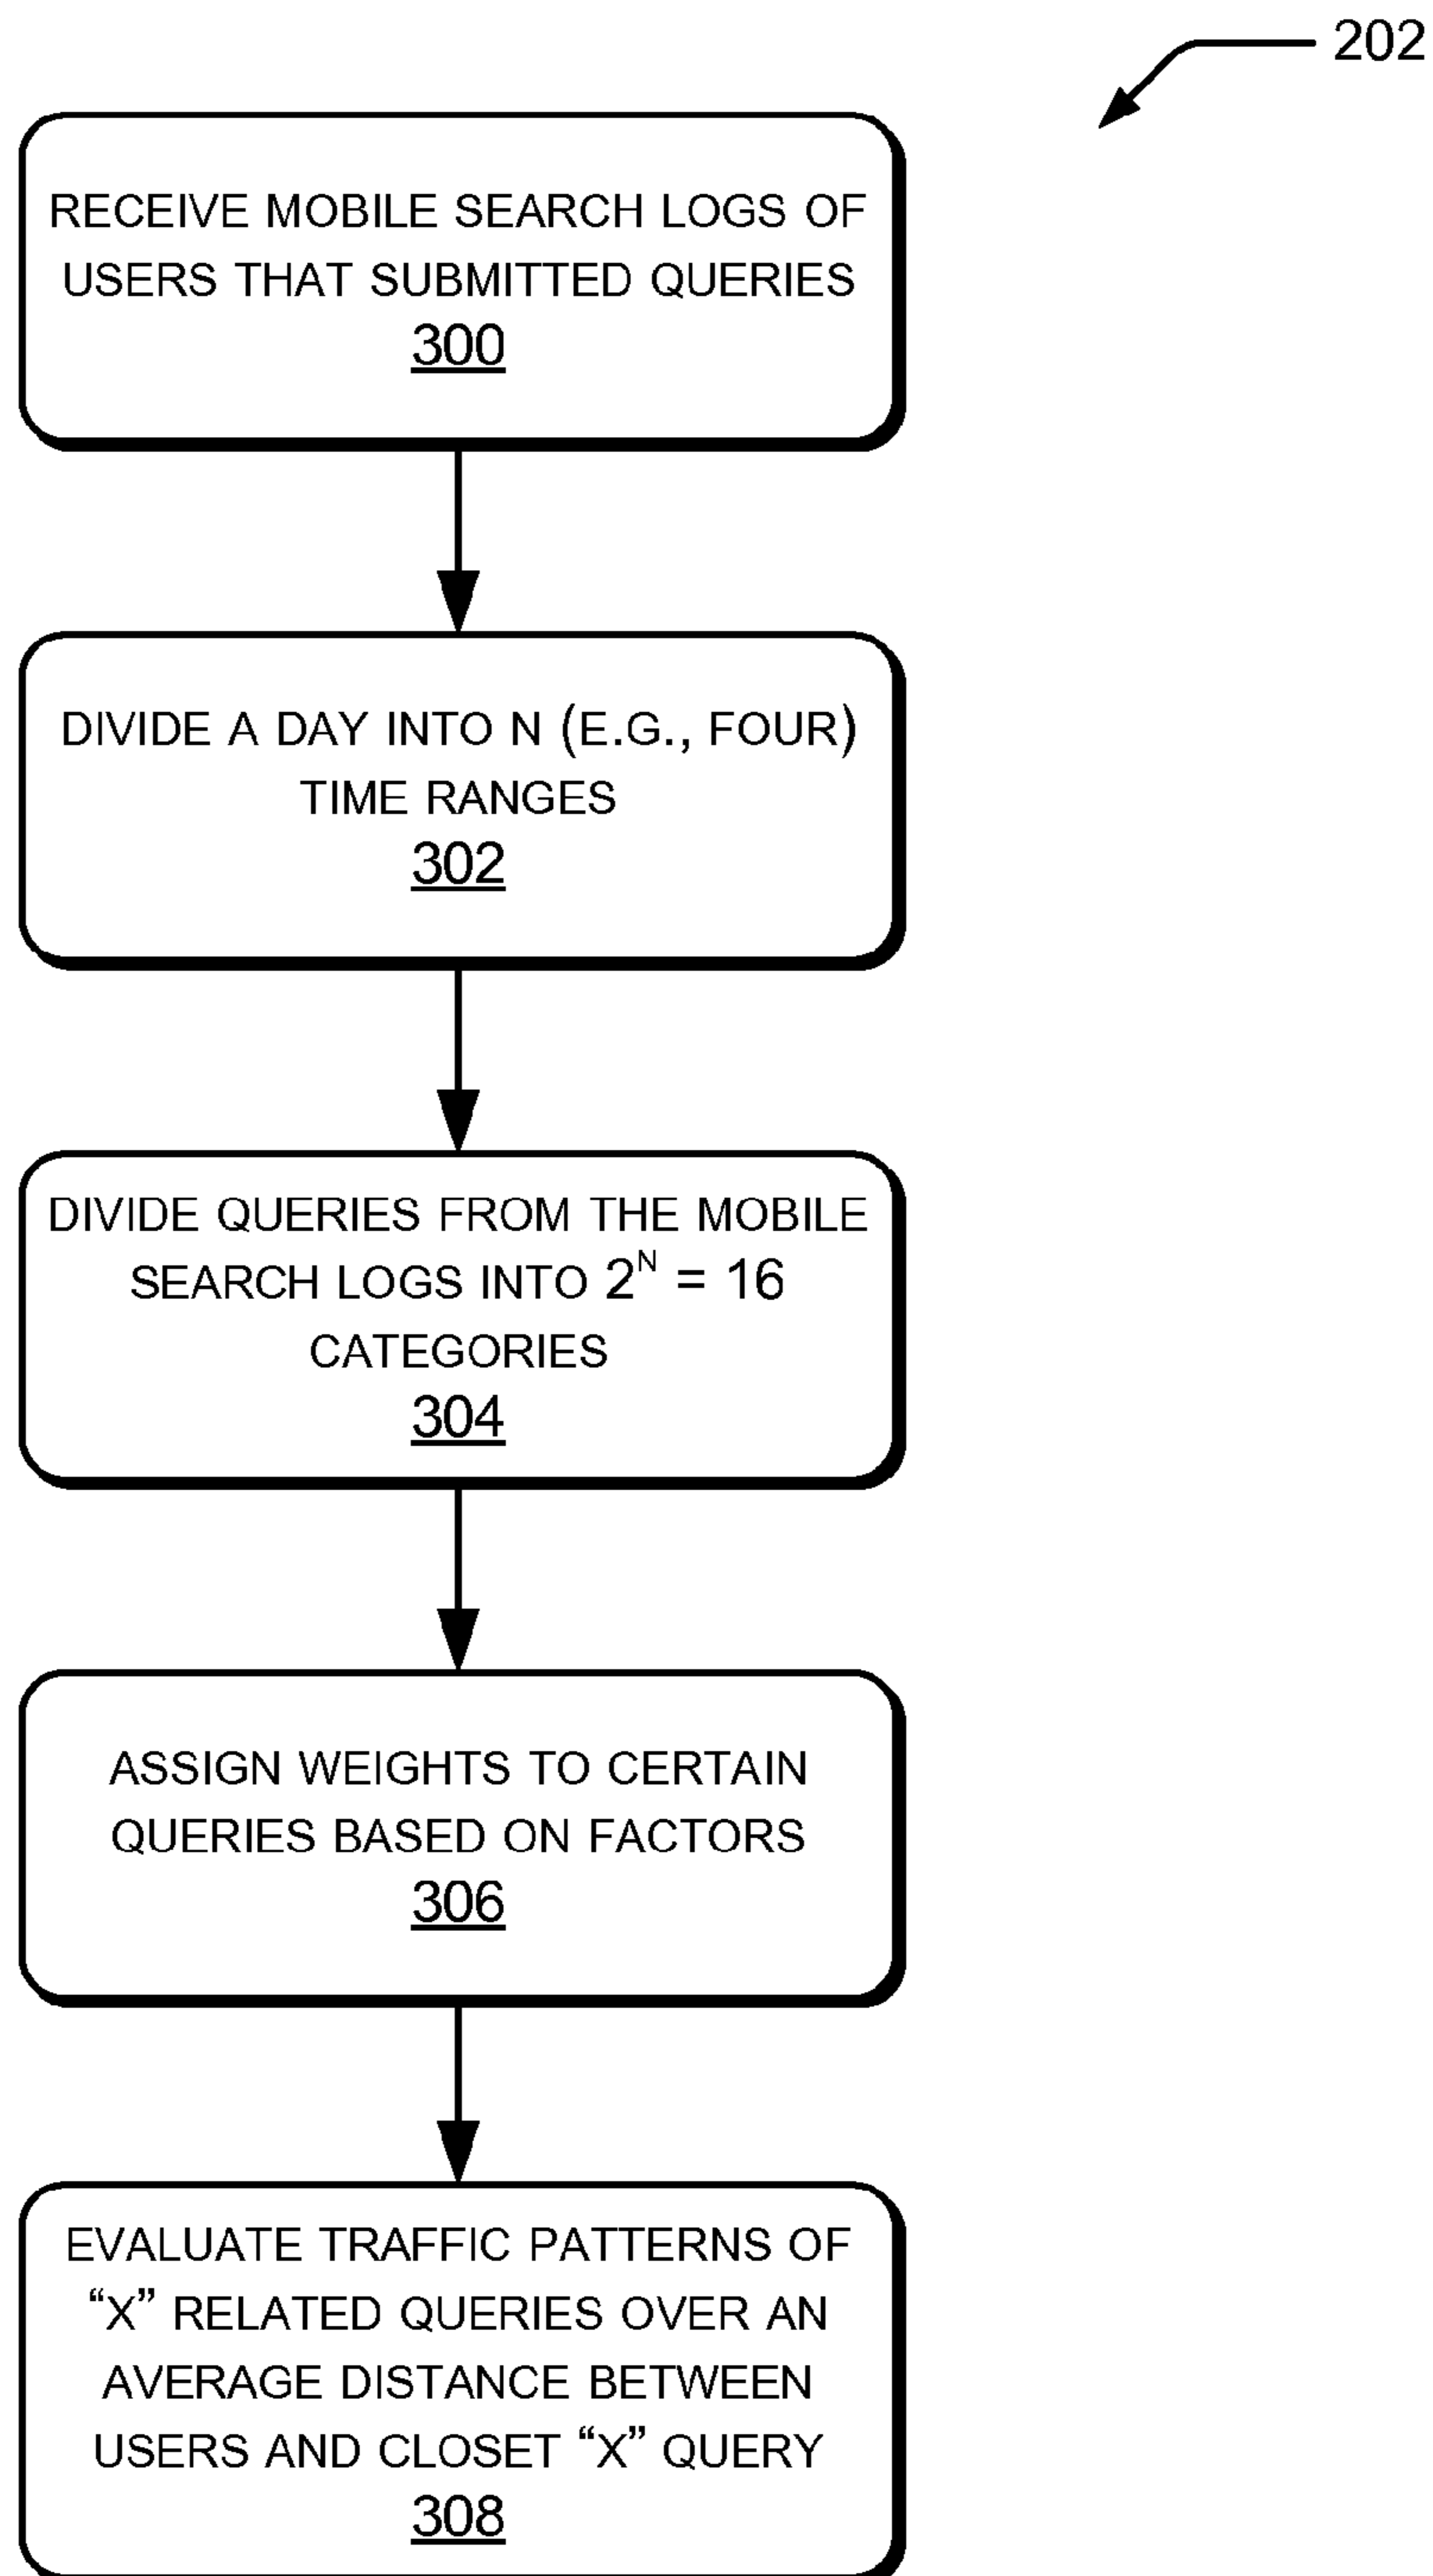 202
RECEIVE MOBILE SEARCH LOGS OF
USERS THAT SUBMITTED QUERIES
300
DIVIDE A DAY INTO N (E.G., FOUR)
TIME RANGES
302
DIVIDE QUERIES FROM THE MOBILE
SEARCH LOGS INTO 2^N = 16
CATEGORIES
304
ASSIGN WEIGHTS TO CERTAIN
QUERIES BASED ON FACTORS
306
EVALUATE TRAFFIC PATTERNS OF
“X” RELATED QUERIES OVER AN
AVERAGE DISTANCE BETWEEN
USERS AND CLOSET “X” QUERY
308